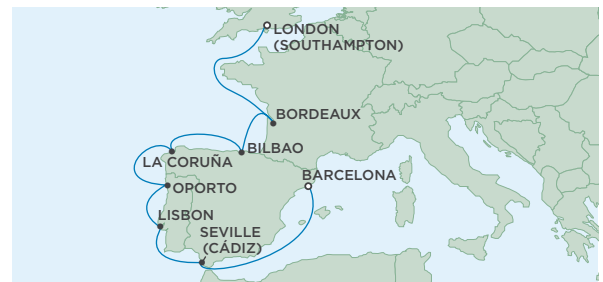 LONDON
(SOUTHAMPTON)
BORDEAUX
BILBAO
LA CORUÑA
BARCELONA
OPORTO
LISBON
SEVILLE
(CÁDIZ)